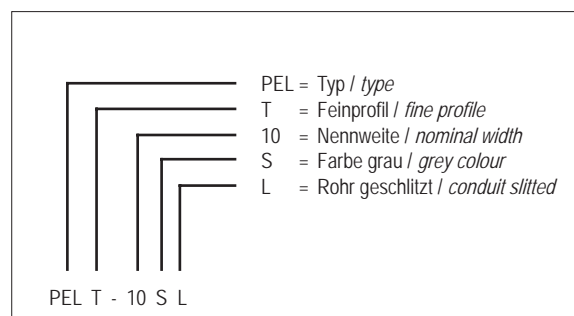 PEL = Typ / type
T = Feinprofil / fine profile
10 = Nennweite / nominal width
S = Farbe grau / grey colour
L = Rohr geschlitzt / conduit slitted
PEL T - 10 S L